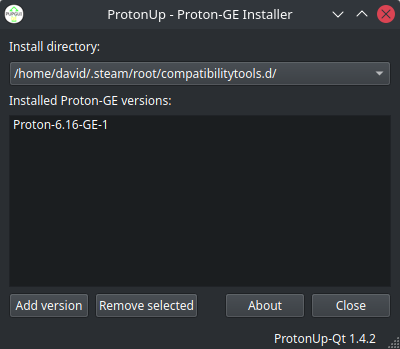 ProtonUp - Proton-GE Installer
Install directory:
/home/david/.steam/root/compatibilitytools.d/
Installed Proton-GE versions:
Proton-6.16-GE-1
Add version
Remove selected
About
Close
ProtonUp-Qt 1.4.2